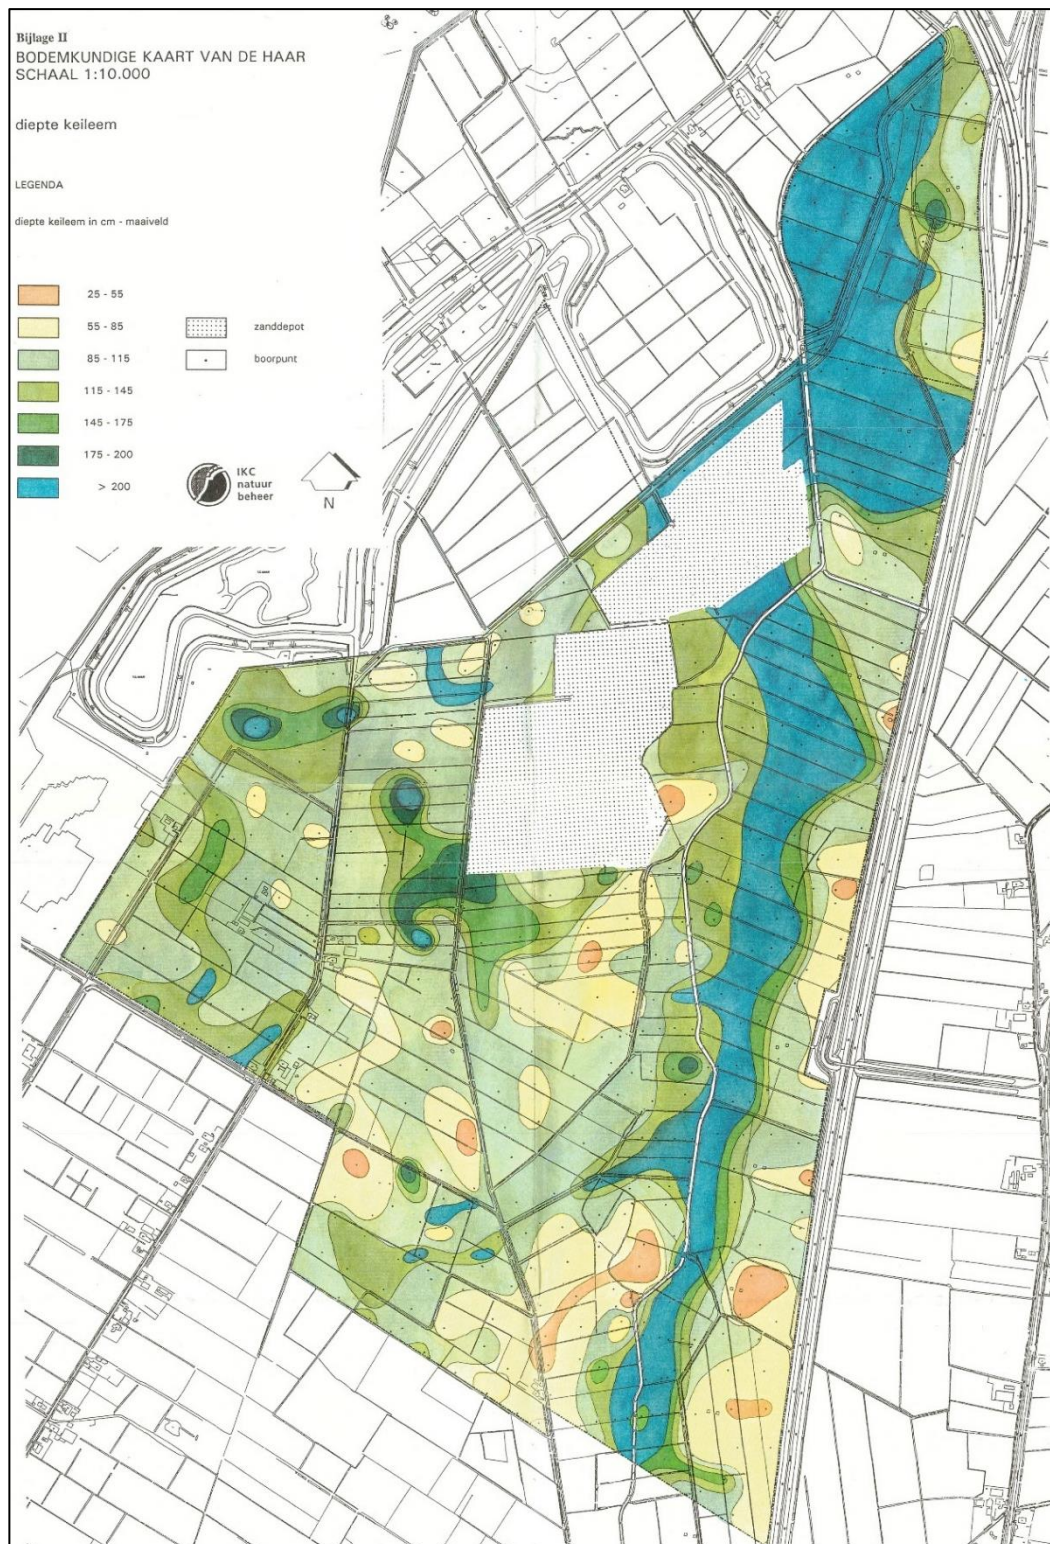 Bijlage II
BODEMKUNDIGE KAART VAN DE HAAR
SCHAAL 1:10.000
diepte keileem
LEGENDA
diepte keileem in cm - maaiveld
25 - 55
55 - 85
zanddepot
85 - 115
boorpunt
115 - 145
145 - 175
175 - 200
> 200
IKC
natuur
beheer
N